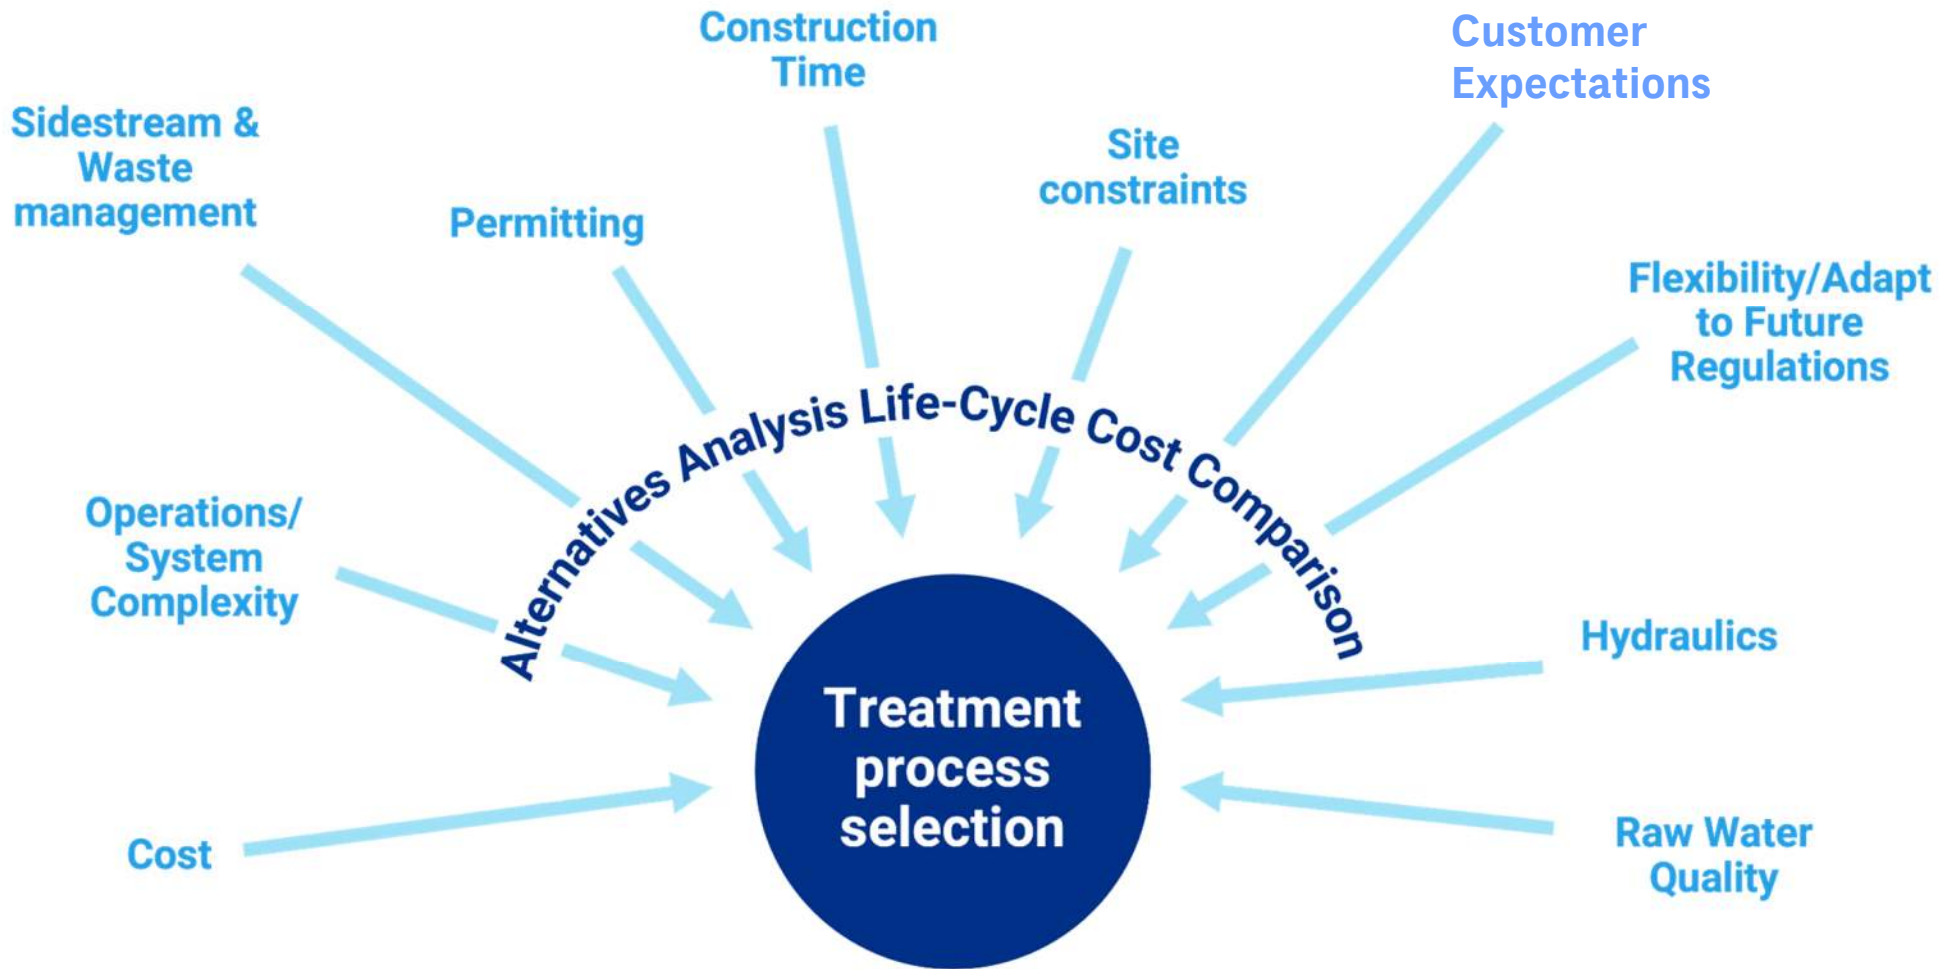 Construction
Time
Customer
Expectations
Sidestream &
Waste
management
Site
constraints
Permitting
Flexibility/Adapt
to Future
Regulations
Alternatives Analysis Life-Cycle Cost Comparison
Operations/
System
Complexity
Hydraulics
Treatment
process
selection
Cost
Raw Water
Quality